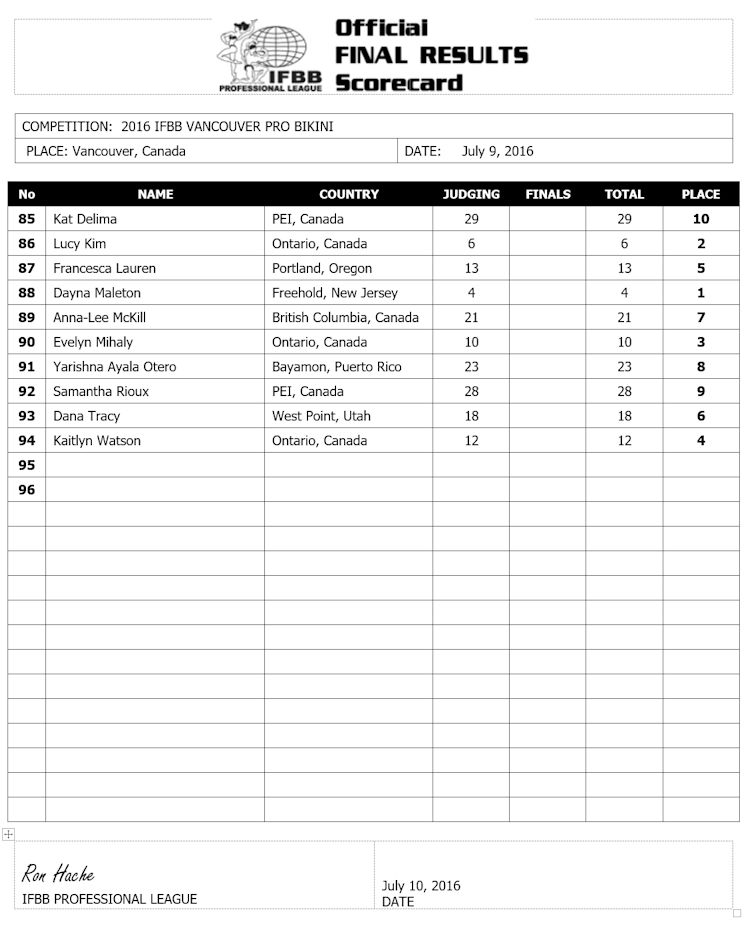 Official
FINAL RESULTS
Scorecard
IFBB
PROFESSIONAL LEAGUE
COMPETITION: 2016 IFBB VANCOUVER PRO BIKINI
PLACE: Vancouver, Canada DATE: July 9, 2016
No NAME COUNTRY JUDGING FINALS TOTAL PLACE
85 Kat Delima PEI, Canada 29 29 10
86 Lucy Kim Ontario, Canada 6 6 2
87 Francesca Lauren Portland, Oregon 13 13 5
88 Dayna Maleton Freehold, New Jersey 4 4 1
89 Anna-Lee McKill British Columbia, Canada 21 21 7
90 Evelyn Mihaly Ontario, Canada 10 10 3
91 Yarishna Ayala Otero Bayamon, Puerto Rico 23 23 8
92 Samantha Rioux PEI, Canada 28 28 9
93 Dana Tracy West Point, Utah 18 18 6
94 Kaitlyn Watson Ontario, Canada 12 12 4
95
96
Ron Hache
IFBB PROFESSIONAL LEAGUE
July 10, 2016
DATE